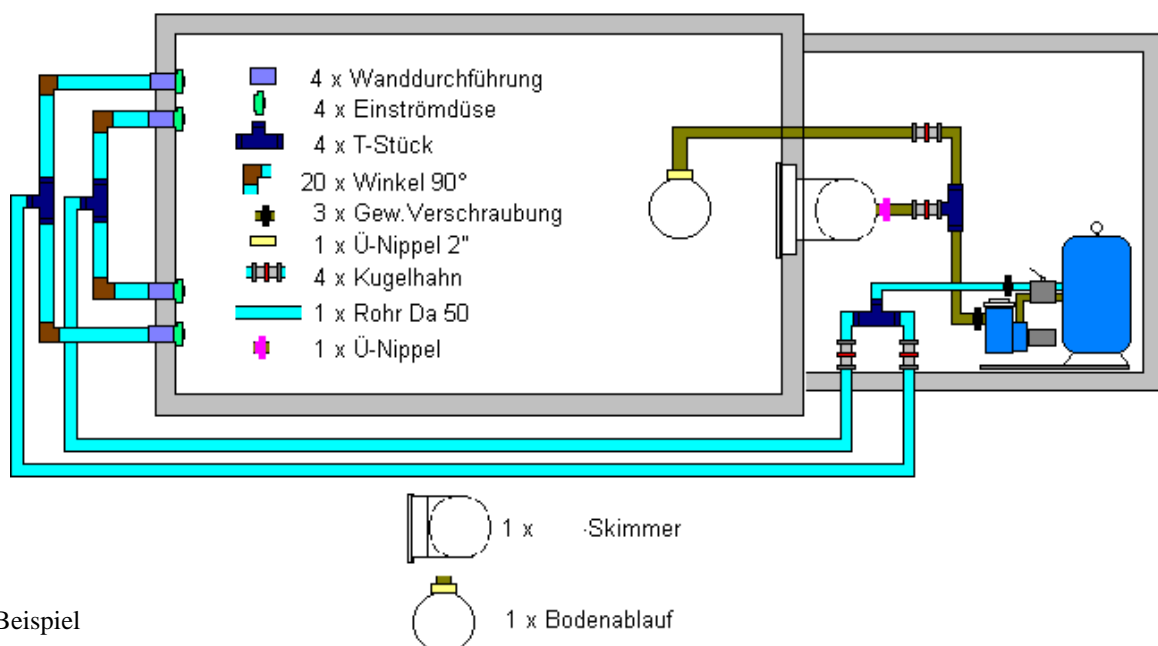 4 x Wanddurchführung
4 x Einströmdüse
4 x T-Stück
20 x Winkel 90°
3 x Gew.Verschraubung
1 x Ü-Nippel 2"
4 x Kugelhahn
1 x Rohr Da 50
1 x Ü-Nippel
1 x -Skimmer
1 x Bodenablauf
Beispiel